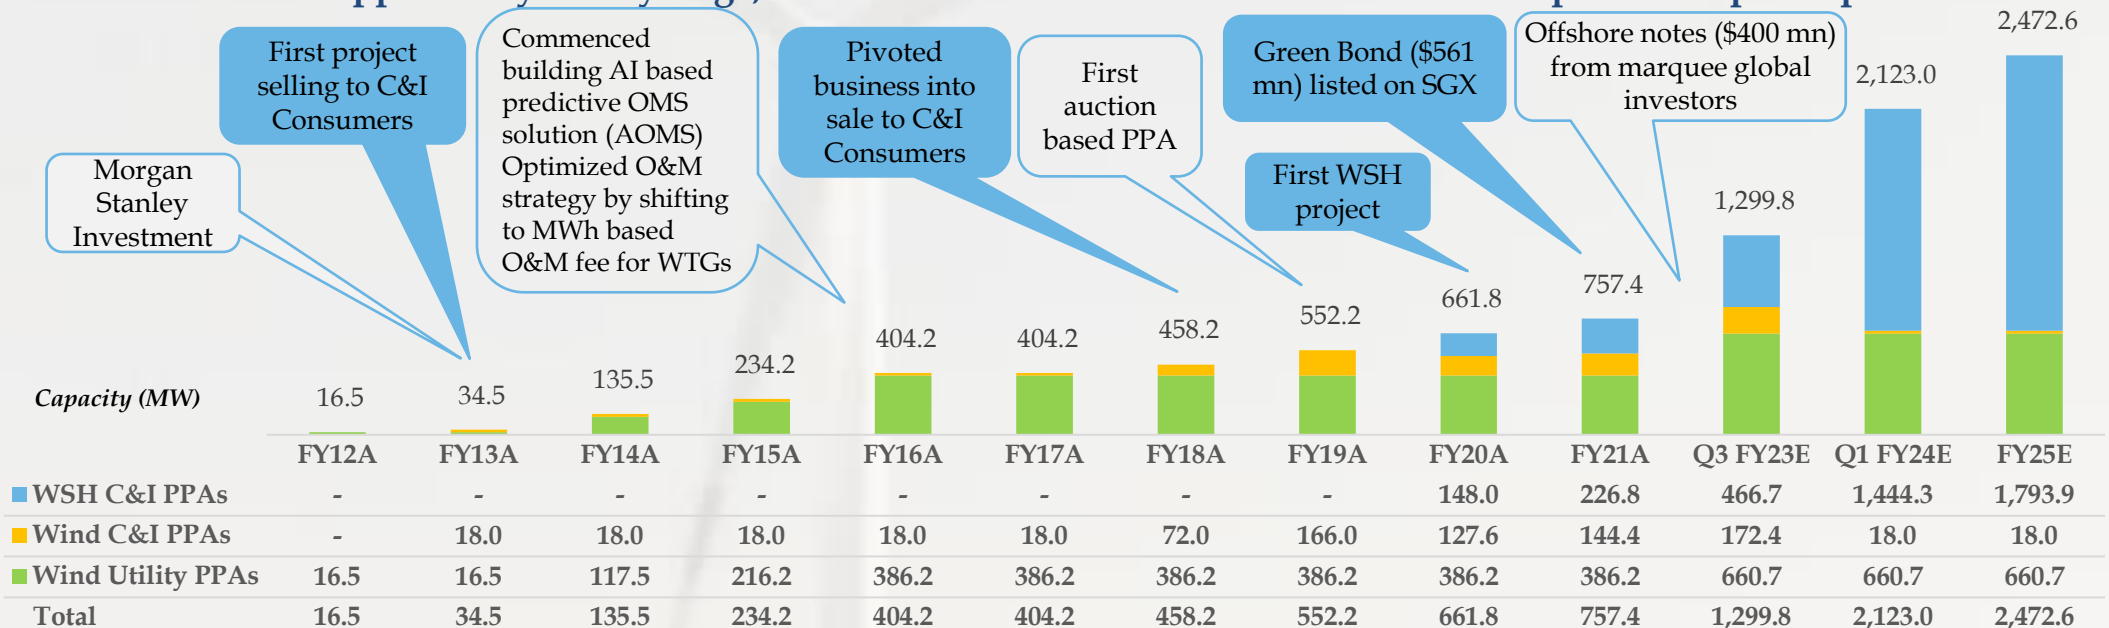 First project
selling to C&I
Consumers
Commenced
building AI based
predictive OMS
solution (AOMS)
Optimized O&M
strategy by shifting
to MWh based
O&M fee for WTGs
Pivoted
business into
sale to C&I
Consumers
First
auction
based PPA
Green Bond ($561
mn) listed on SGX
Offshore notes ($400 mn)
from marquee global
investors
Morgan
Stanley
Investment
First WSH
project
Capacity (MW)
16.5
34.5
135.5
234.2
404.2
404.2
458.2
552.2
661.8
757.4
1,299.8
2,123.0
2,472.6
FY12A FY13A FY14A FY15A FY16A FY17A FY18A FY19A FY20A FY21A Q3 FY23E Q1 FY24E FY25E
WSH C&I PPAs - - - - - - - - 148.0 226.8 466.7 1,444.3 1,793.9
Wind C&I PPAs - 18.0 18.0 18.0 18.0 18.0 72.0 166.0 127.6 144.4 172.4 18.0 18.0
Wind Utility PPAs 16.5 16.5 117.5 216.2 386.2 386.2 386.2 386.2 386.2 386.2 660.7 660.7 660.7
Total 16.5 34.5 135.5 234.2 404.2 404.2 458.2 552.2 661.8 757.4 1,299.8 2,123.0 2,472.6